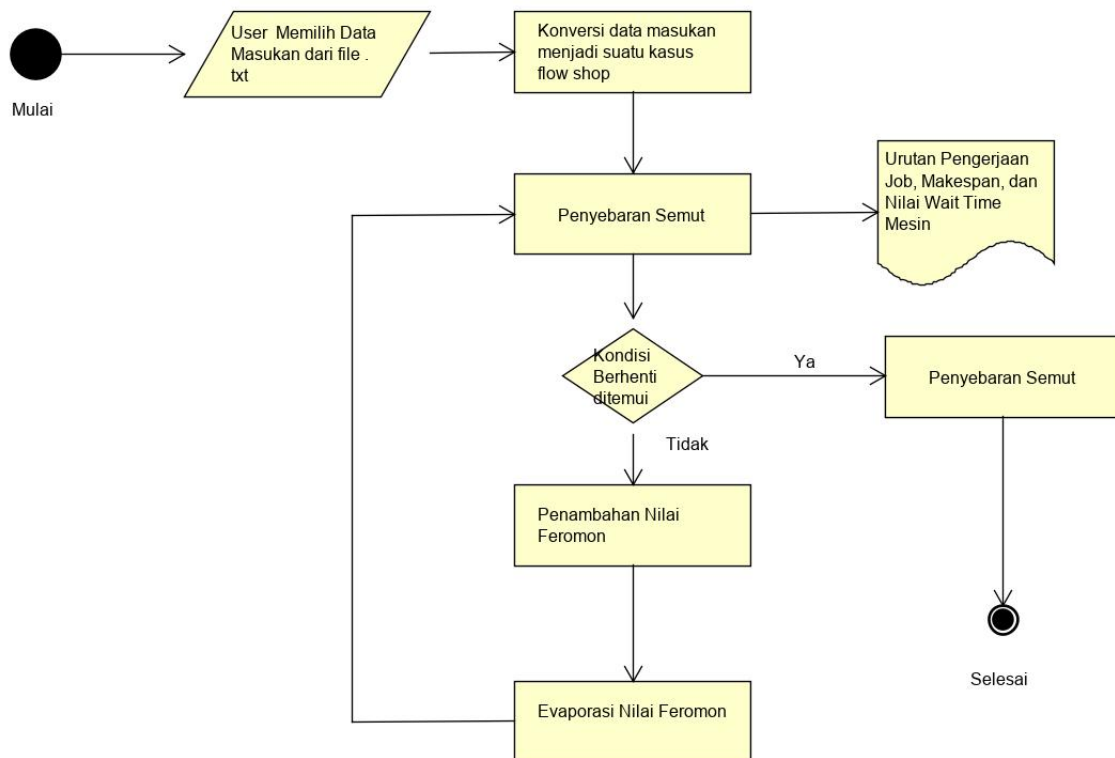 Mulai
User Memilih Data
Masukan dari file .
txt
Konversi data masukan
menjadi suatu kasus
flow shop
Penyebaran Semut
Urutan Pengerjaan
Job, Makespan, dan
Nilai Wait Time
Mesin
Kondisi
Berhenti
ditemui
Ya
Penyebaran Semut
Tidak
Penambahan Nilai
Feromon
Evaporasi Nilai Feromon
Selesai